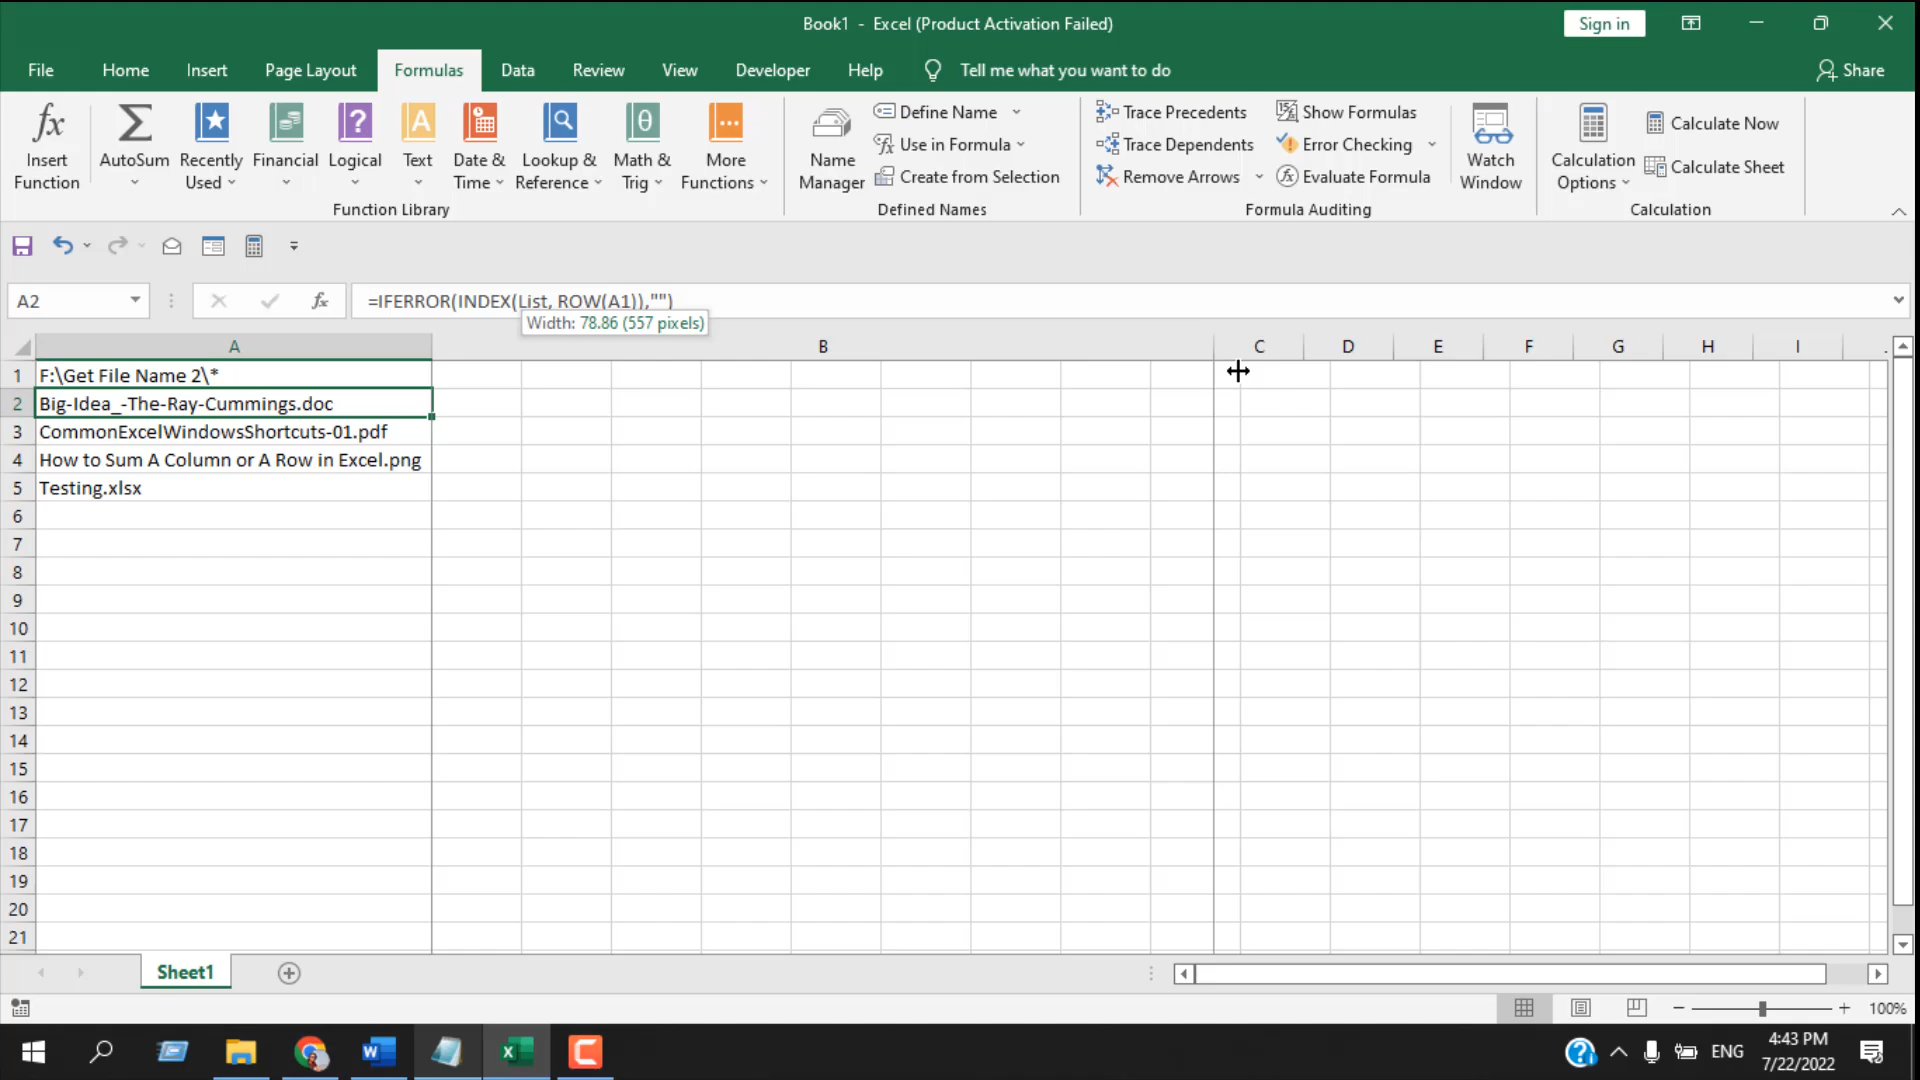 Book1 - Excel (Product Activation Failed)
Sign in
File Home Insert Page Layout Formulas Data Review View Developer Help Tell me what you want to do Share
Insert Function
AutoSum
Recently Used
Financial
Logical
Text
Date & Time
Lookup & Reference
Math & Trig
More Functions
Function Library
Name Manager
Define Name
Use in Formula
Create from Selection
Defined Names
Trace Precedents
Trace Dependents
Remove Arrows
Show Formulas
Error Checking
Evaluate Formula
Formula Auditing
Watch Window
Calculation Options
Calculate Now
Calculate Sheet
Calculation
A2 fx =IFERROR(INDEX(List, ROW(A1)),"")
Width: 78.86 (557 pixels)
A B C D E F G H I
1 F:\Get File Name 2\*
2 Big-Idea_-The-Ray-Cummings.doc
3 CommonExcelWindowsShortcuts-01.pdf
4 How to Sum A Column or A Row in Excel.png
5 Testing.xlsx
6
7
8
9
10
11
12
13
14
15
16
17
18
19
20
21
Sheet1
100%
ENG
4:43 PM
7/22/2022